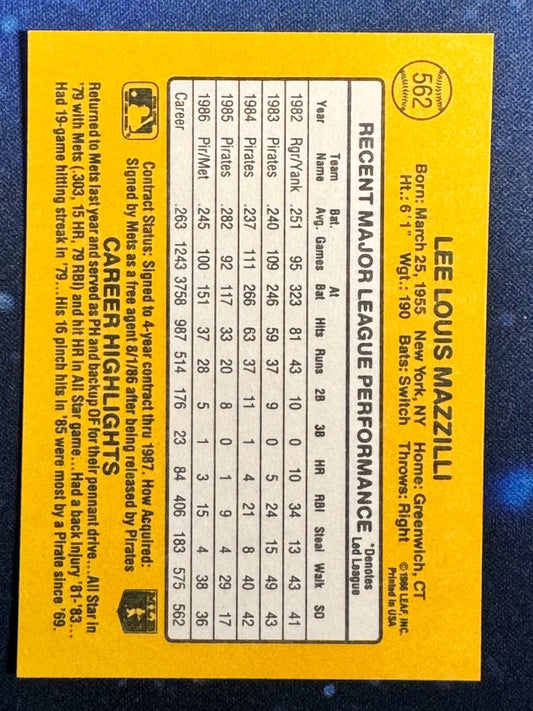 562
LEE LOUIS MAZZILLI
Born: March 25, 1955 New York, NY Home: Greenwich, CT
Ht.: 6'1" Wgt.: 190 Bats: Switch Throws: Right
©1986 LEAF, INC.
Printed in USA
RECENT MAJOR LEAGUE PERFORMANCE *Denotes Led League
Year Team Name Bat. Avg. Games At Bat Hits Runs 2B 3B HR RBI Steal Walk SO
1982 Rgr/Yank .251 95 323 81 43 10 0 10 34 13 43 41
1983 Pirates .240 109 246 59 37 9 0 5 24 15 49 43
1984 Pirates .237 111 266 63 37 11 1 4 21 8 40 42
1985 Pirates .282 92 117 33 20 8 0 1 9 4 29 17
1986 Pir/Met .245 100 151 37 28 5 1 3 15 4 38 36
Career .263 1243 3758 987 514 176 23 84 406 183 575 562
Contract Status: Signed to 4-year contract thru 1987. How Acquired:
Signed by Mets as a free agent 8/1/86 after being released by Pirates
MLB
CAREER HIGHLIGHTS
Returned to Mets last year and served as PH and backup OF for their pennant drive...All Star in
'79 with Mets (.303, 15 HR, 79 RBI) and hit HR in All Star game...Had a back injury '81-'83...
Had 19-game hitting streak in '79...His 16 pinch hits in '85 were most by a Pirate since '69.